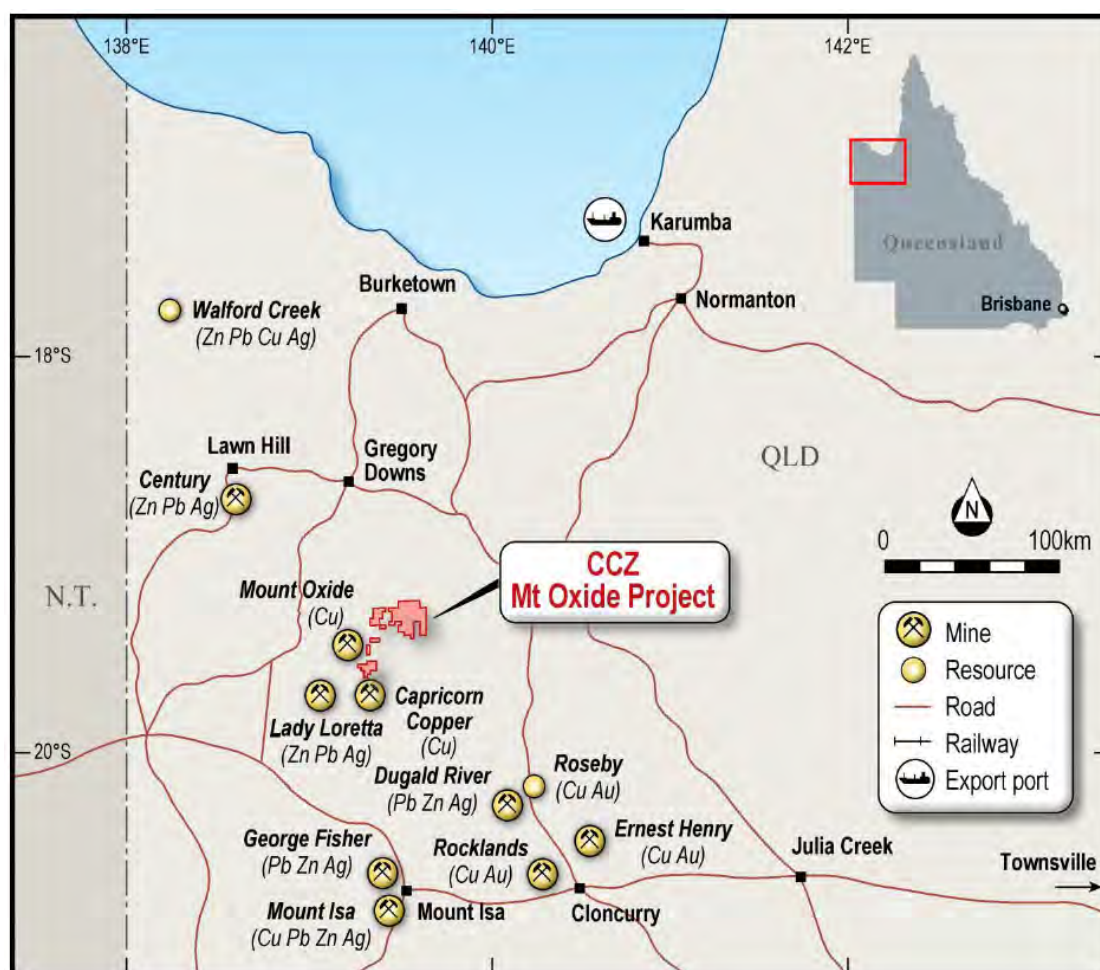 138°E
140°E
142°E
Karumba
Queensland
Burketown
Normanton
Brisbane
Walford Creek
(Zn Pb Cu Ag)
18°S
Lawn Hill
Gregory
Downs
QLD
Century
(Zn Pb Ag)
N
0
100km
CCZ
Mt Oxide Project
N.T.
Mount Oxide
(Cu)
Mine
Resource
Road
Railway
Export port
Capricorn
Copper
(Cu)
Lady Loretta
(Zn Pb Ag)
20°S
Roseby
(Cu Au)
Dugald River
(Pb Zn Ag)
Ernest Henry
(Cu Au)
George Fisher
(Pb Zn Ag)
Rocklands
(Cu Au)
Julia Creek
Townsville
Mount Isa
(Cu Pb Zn Ag)
Mount Isa
Cloncurry